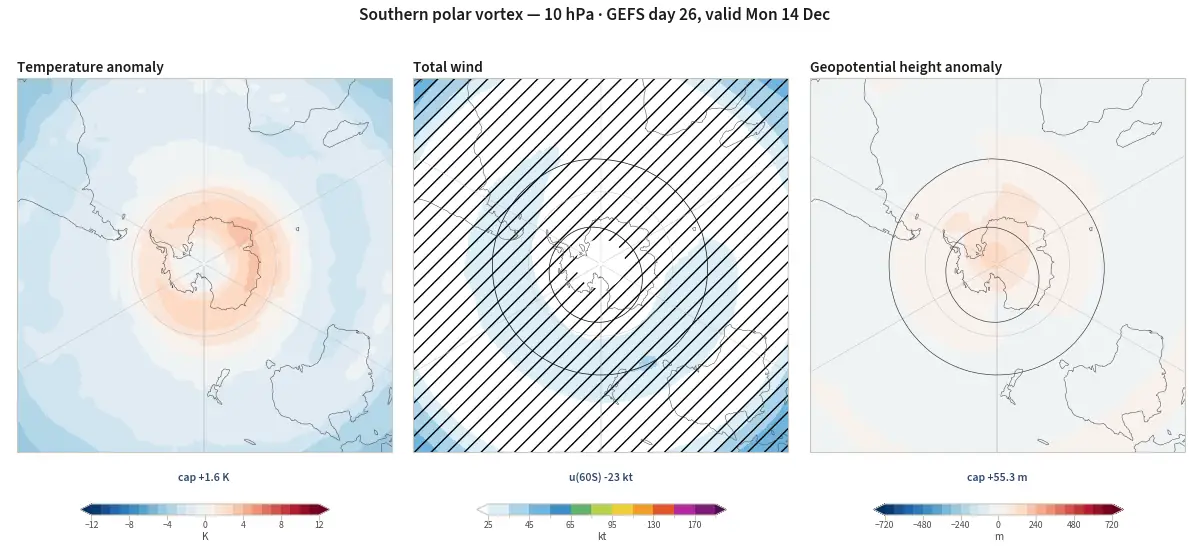 Southern polar vortex — 10 hPa · GEFS day 26, valid Mon 14 Dec
Temperature anomaly
Total wind
Geopotential height anomaly
cap +1.6 K
u(60S) -23 kt
cap +55.3 m
−12 −8 −4 0 4 8 12
K
25 45 65 95 130 170
kt
−720 −480 −240 0 240 480 720
m